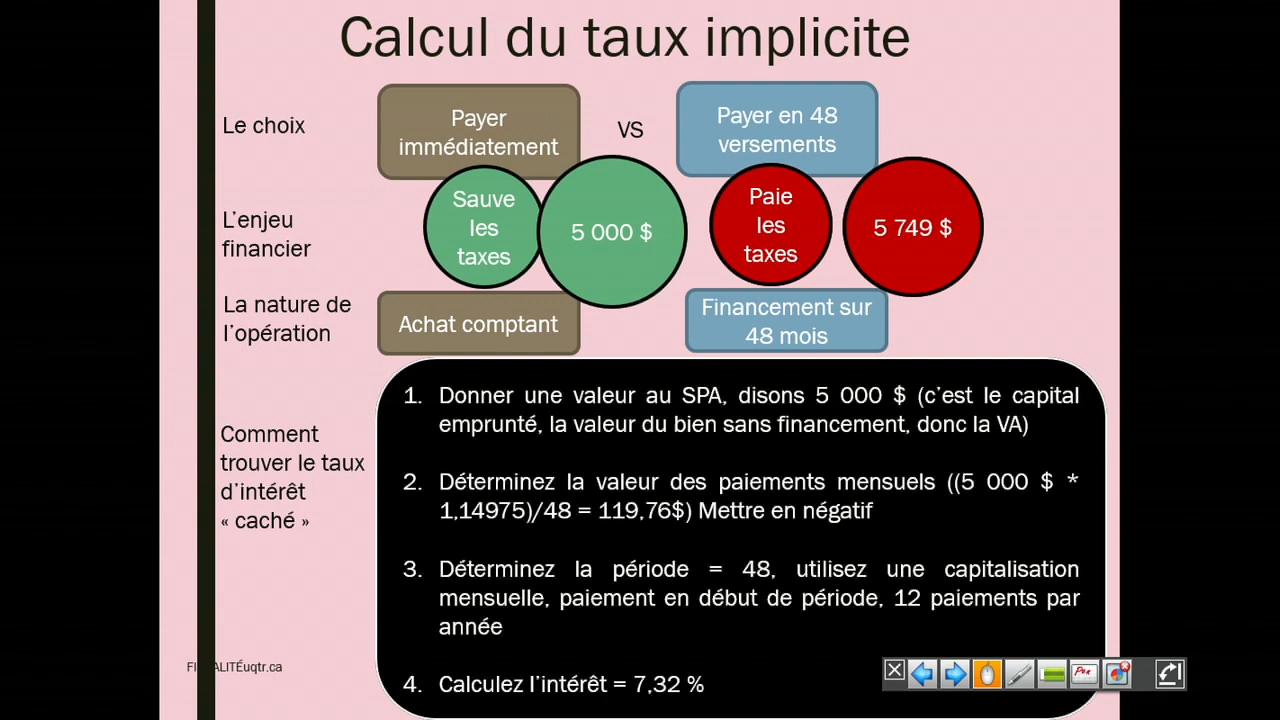 Calcul du taux implicite
Le choix
Payer
immédiatement
VS
Payer en 48
versements
L'enjeu
financier
Sauve
les
taxes
5 000 $
Paie
les
taxes
5 749 $
La nature de
l'opération
Achat comptant
Financement sur
48 mois
Comment
trouver le taux
d'intérêt
« caché »
1. Donner une valeur au SPA, disons 5 000 $ (c'est le capital
emprunté, la valeur du bien sans financement, donc la VA)
2. Déterminez la valeur des paiements mensuels ((5 000 $ *
1,14975)/48 = 119,76$) Mettre en négatif
3. Déterminez la période = 48, utilisez une capitalisation
mensuelle, paiement en début de période, 12 paiements par
année
4. Calculez l'intérêt = 7,32 %